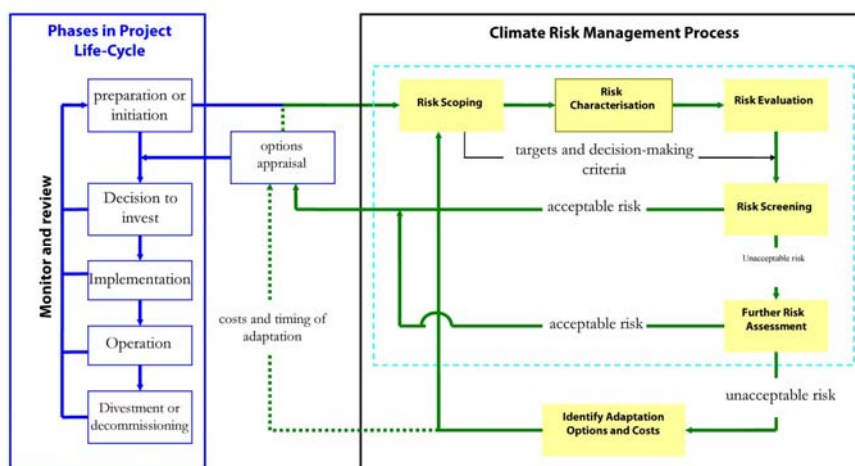 Phases in Project
Life-Cycle
Climate Risk Management Process
Monitor and review
preparation or
initiation
Decision to
invest
Implementation
Operation
Divestment or
decommissioning
options
appraisal
costs and timing of
adaptation
Risk Scoping
Risk
Characterisation
Risk Evaluation
targets and decision-making
criteria
acceptable risk
Risk Screening
Unacceptable risk
acceptable risk
Further Risk
Assessment
unacceptable risk
Identify Adaptation
Options and Costs